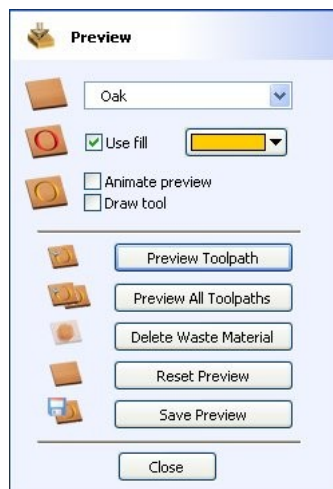 Preview
Oak
Use fill
Animate preview
Draw tool
Preview Toolpath
Preview All Toolpaths
Delete Waste Material
Reset Preview
Save Preview
Close